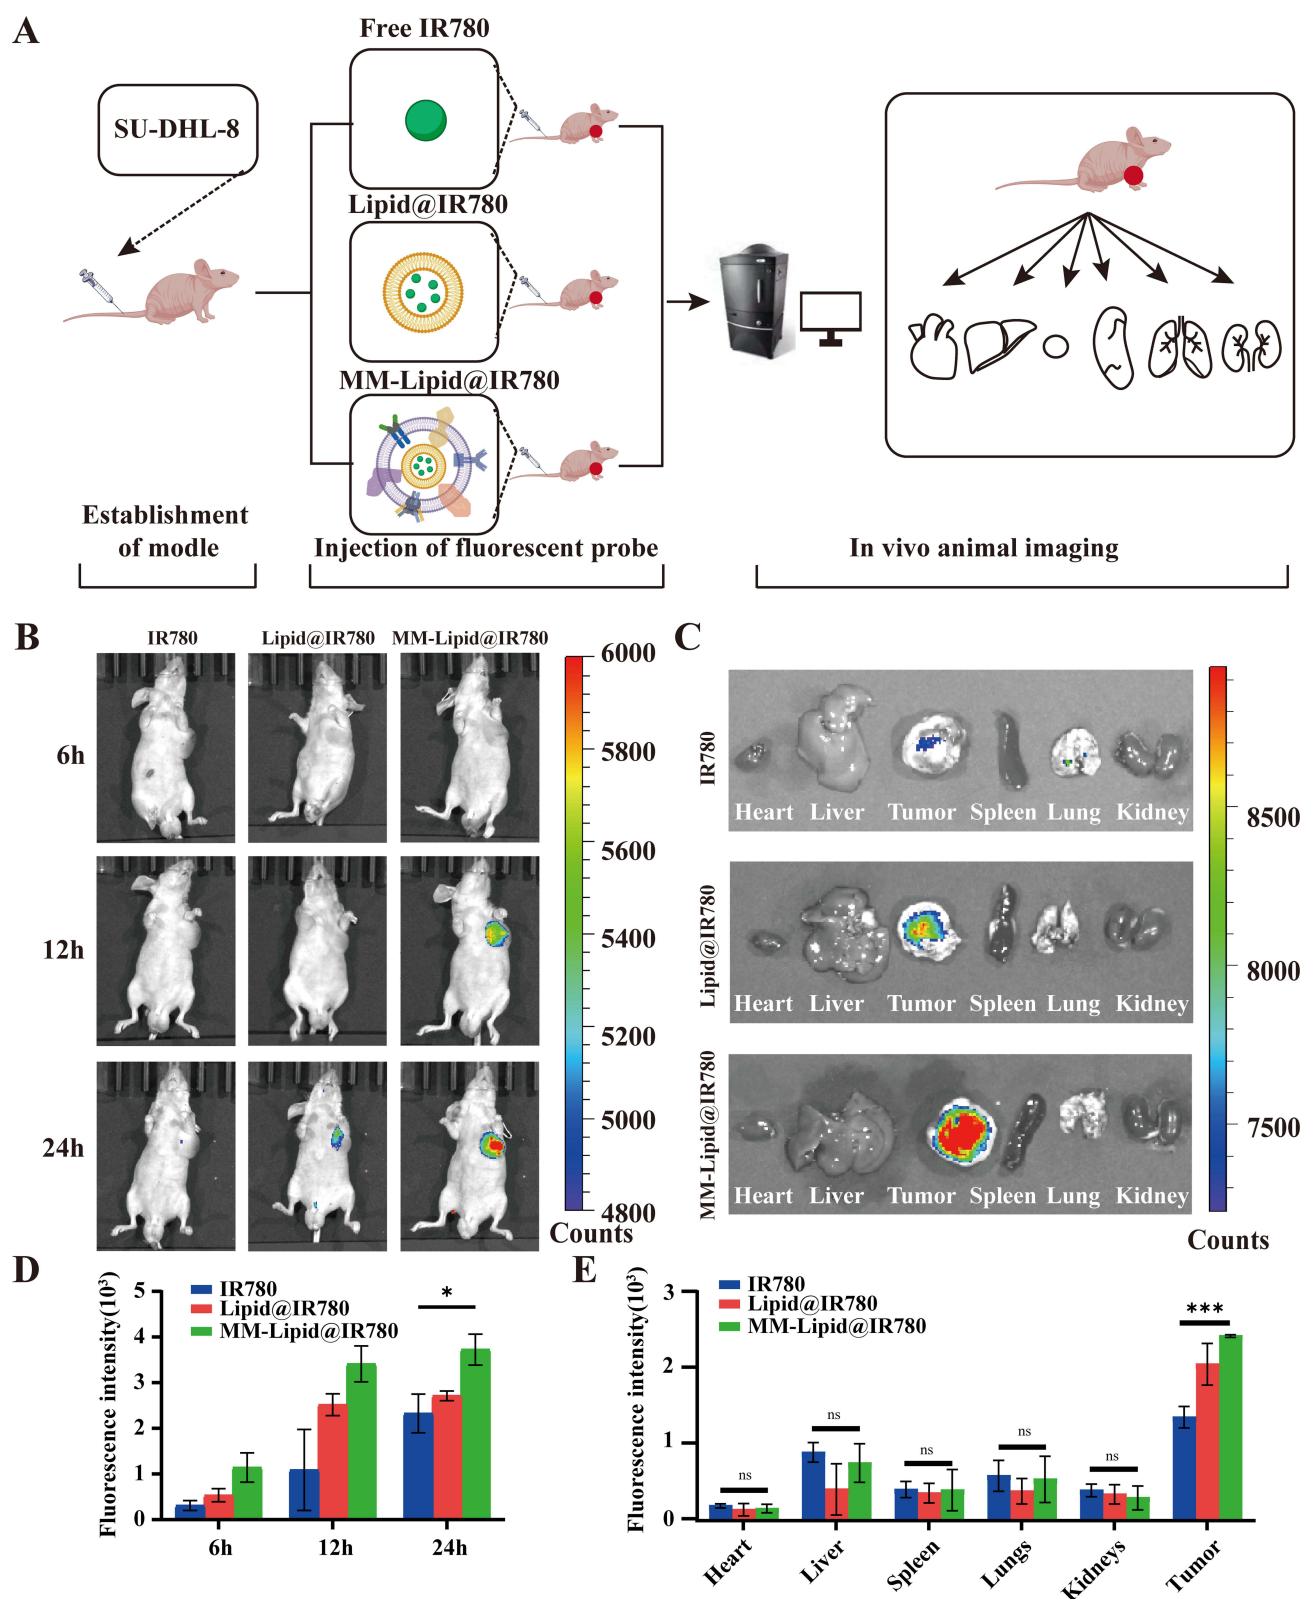 A
Free IR780
SU-DHL-8
Lipid@IR780
MM-Lipid@IR780
Establishment
of modle
Injection of fluorescent probe
In vivo animal imaging
B
IR780
Lipid@IR780
MM-Lipid@IR780
6h
12h
24h
6000
5800
5600
5400
5200
5000
4800
Counts
C
IR780
Heart Liver Tumor Spleen Lung Kidney
Lipid@IR780
Heart Liver Tumor Spleen Lung Kidney
MM-Lipid@IR780
Heart Liver Tumor Spleen Lung Kidney
8500
8000
7500
Counts
D
Fluorescence intensity(10³)
5
4
3
2
1
0
IR780
Lipid@IR780
MM-Lipid@IR780
*
6h
12h
24h
E
Fluorescence intensity(10³)
3
2
1
0
IR780
Lipid@IR780
MM-Lipid@IR780
ns
ns
ns
ns
ns
***
Heart
Liver
Spleen
Lungs
Kidneys
Tumor